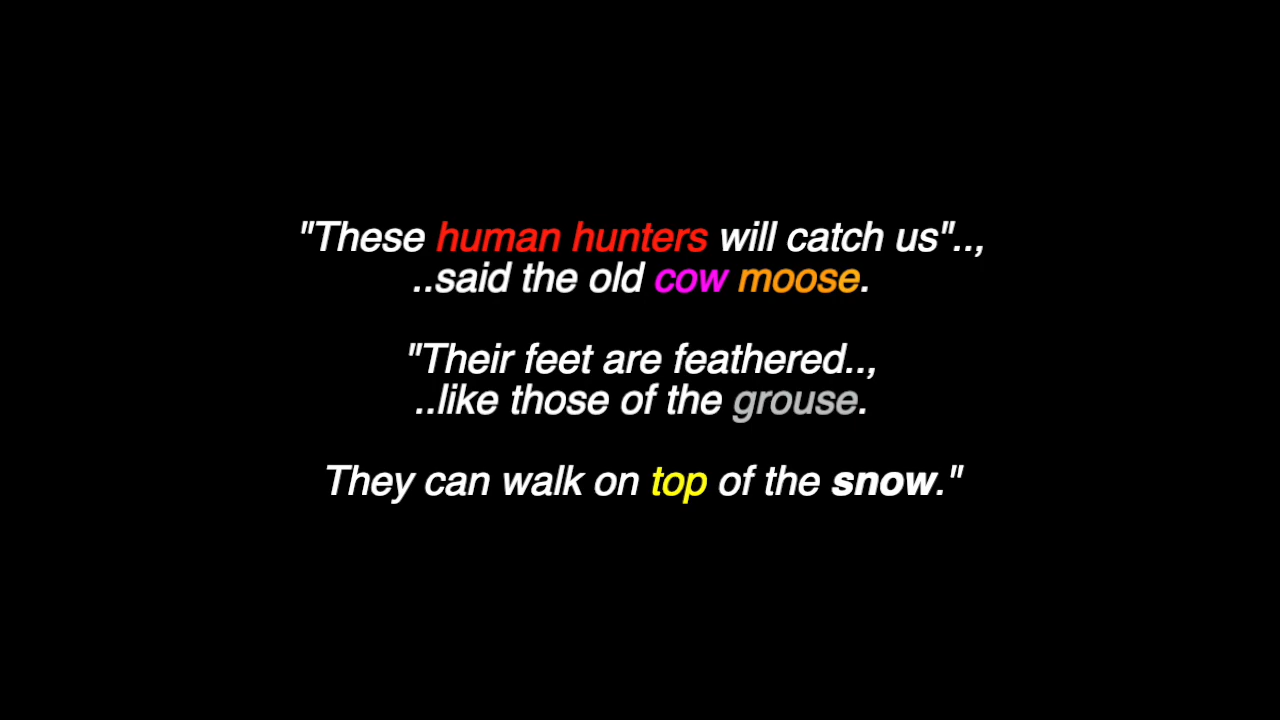 "These human hunters will catch us"..,
..said the old cow moose.
"Their feet are feathered..,
..like those of the grouse.
They can walk on top of the snow."